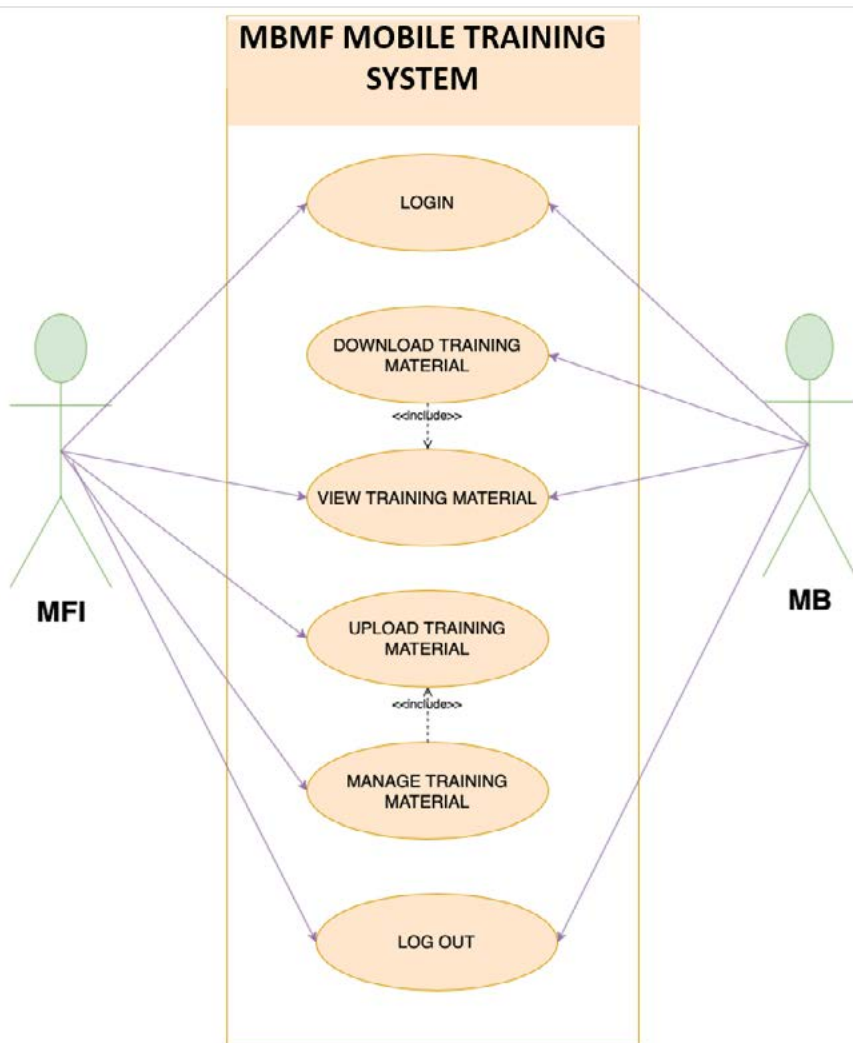 MBMF MOBILE TRAINING
SYSTEM
LOGIN
DOWNLOAD TRAINING
MATERIAL
<<include>>
VIEW TRAINING MATERIAL
MFI
MB
UPLOAD TRAINING
MATERIAL
<<include>>
MANAGE TRAINING
MATERIAL
LOG OUT